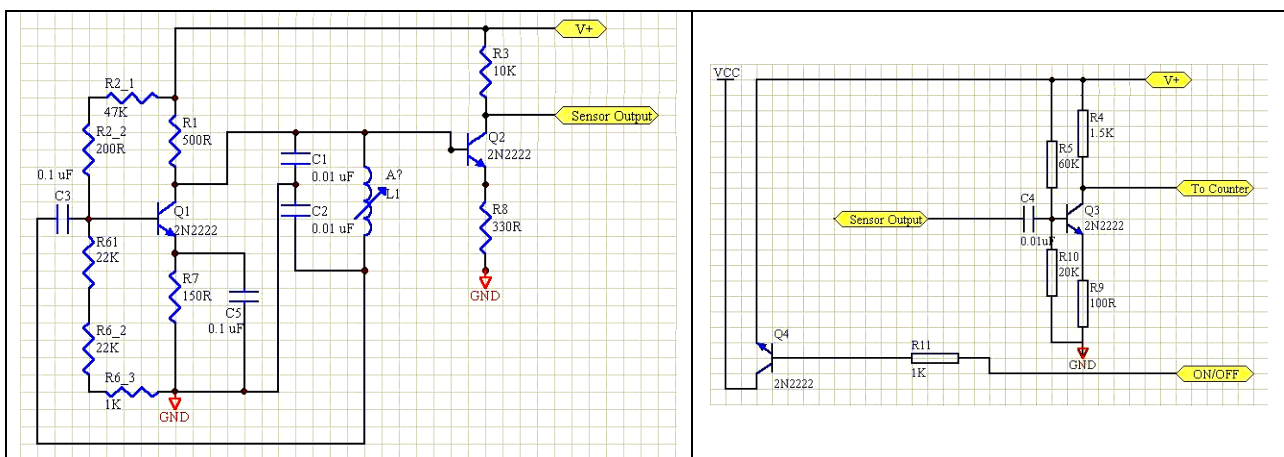 V+
R3
10K
R2_1
47K
R1
500R
R2_2
200R
Sensor Output
Q2
2N2222
C1
0.01 uF
A?
L1
0.1 uF
C3
Q1
2N2222
C2
0.01 uF
R8
330R
R61
22K
R7
150R
GND
C5
0.1 uF
R6_2
22K
R6_3
1K
GND
VCC
V+
R4
1.5K
R5
60K
To Counter
C4
Q3
Sensor Output
2N2222
0.01uF
R10
20K
R9
100R
GND
Q4
R11
2N2222
1K
ON/OFF